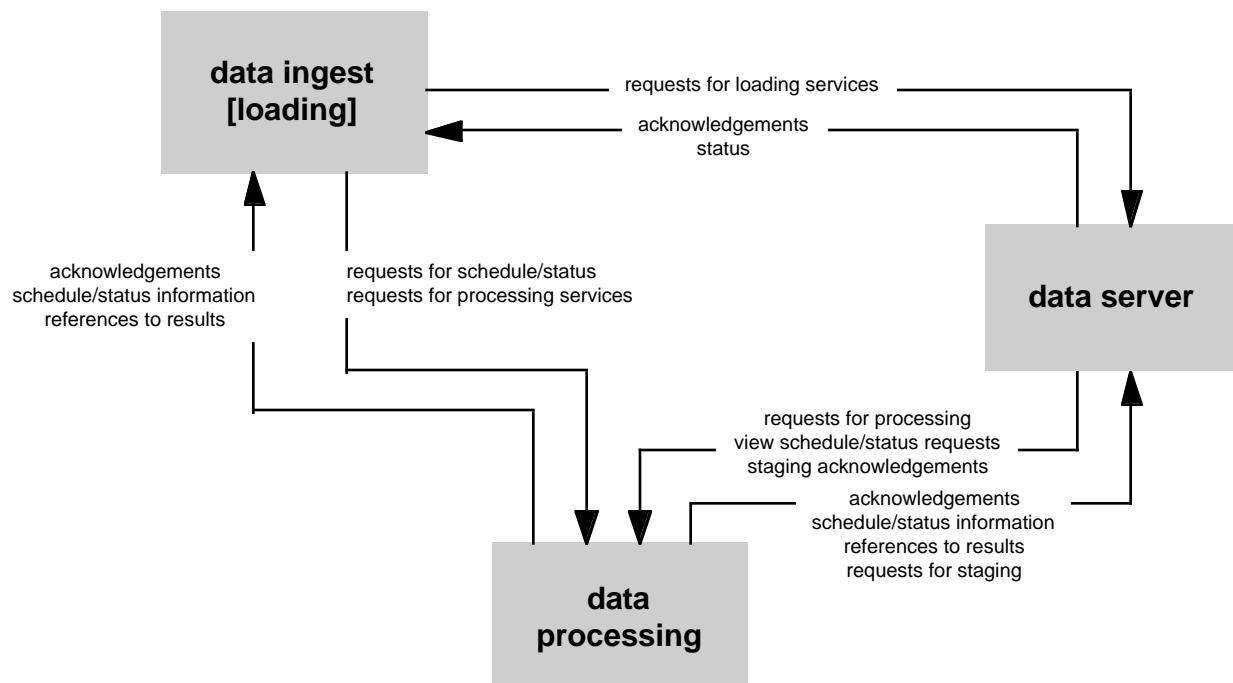 data ingest
[loading]
requests for loading services
acknowledgements
status
acknowledgements
schedule/status information
references to results
requests for schedule/status
requests for processing services
data server
requests for processing
view schedule/status requests
staging acknowledgements
acknowledgements
schedule/status information
references to results
requests for staging
data
processing